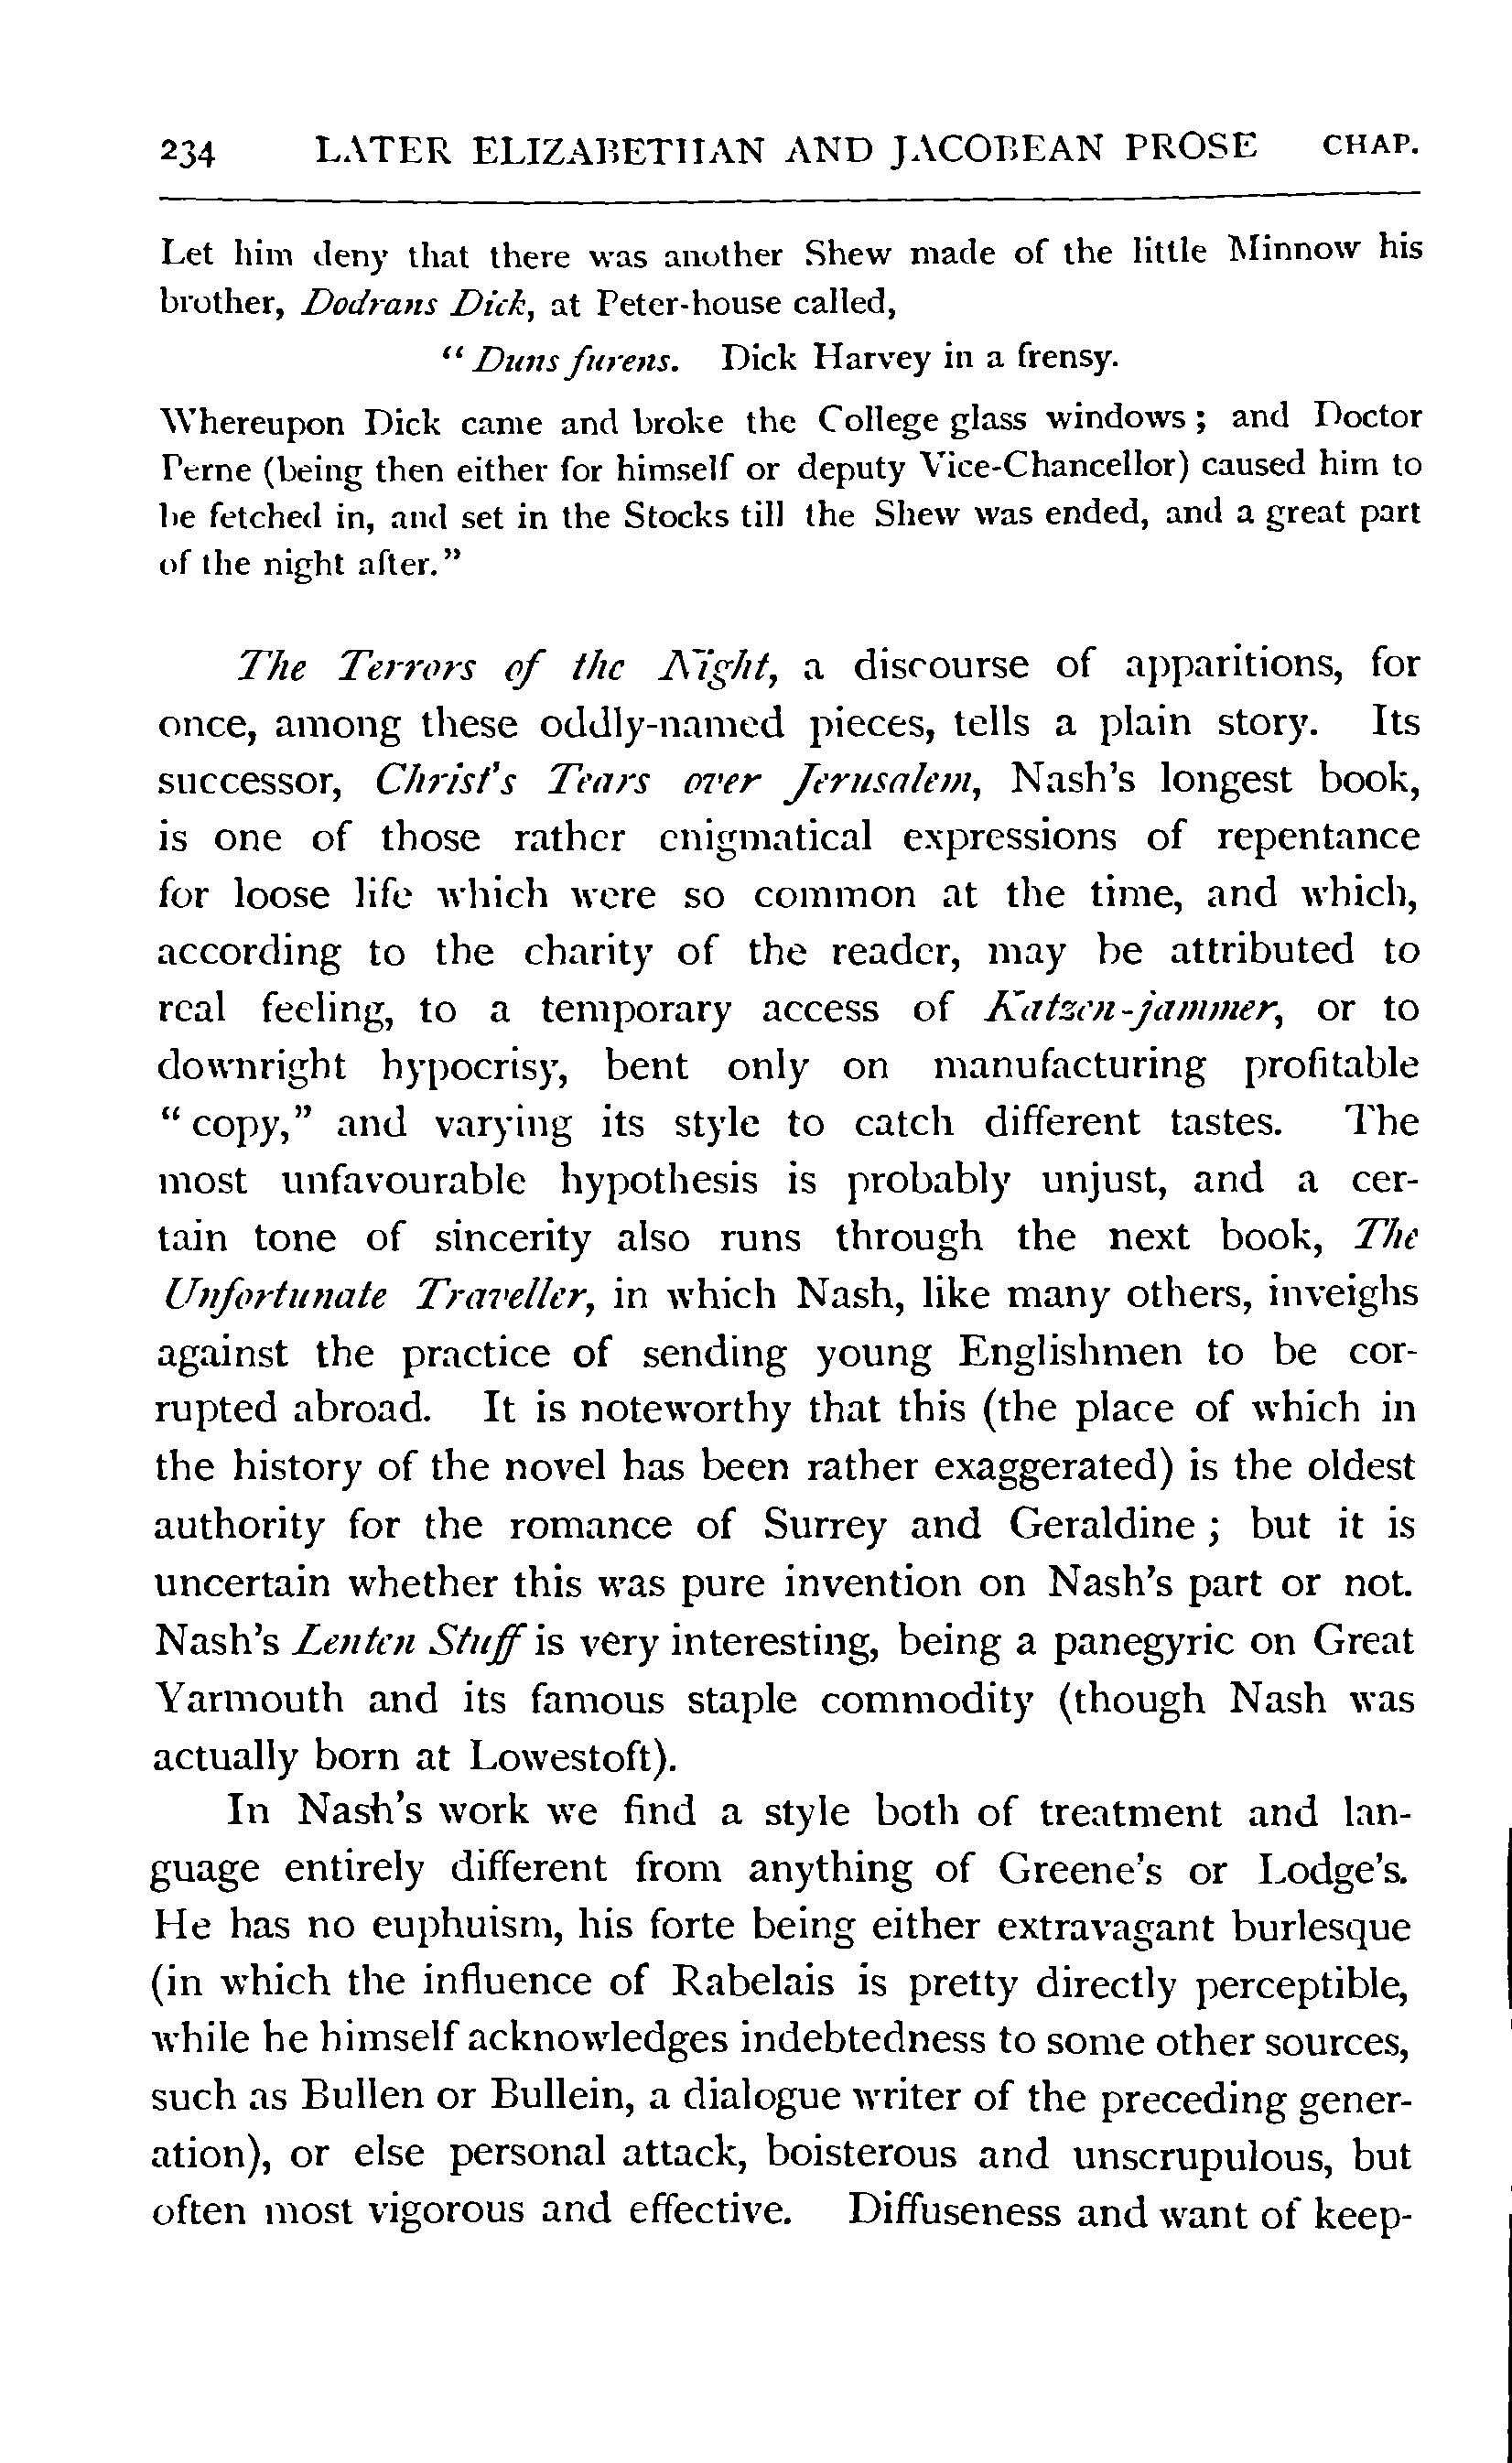 234 LATER ELIZABETHAN AND JACOBEAN PROSE CHAP.
Let him deny that there was another Shew made of the little Minnow his
brother, Dodrans Dick, at Peter-house called,
“ Duns furens. Dick Harvey in a frensy.
Whereupon Dick came and broke the College glass windows ; and Doctor
Perne (being then either for himself or deputy Vice-Chancellor) caused him to
be fetched in, and set in the Stocks till the Shew was ended, and a great part
of the night after.”
The Terrors of the Night, a discourse of apparitions, for
once, among these oddly-named pieces, tells a plain story. Its
successor, Christ's Tears over Jerusalem, Nash's longest book,
is one of those rather enigmatical expressions of repentance
for loose life which were so common at the time, and which,
according to the charity of the reader, may be attributed to
real feeling, to a temporary access of Katzen-jammer, or to
downright hypocrisy, bent only on manufacturing profitable
“ copy,” and varying its style to catch different tastes. The
most unfavourable hypothesis is probably unjust, and a cer-
tain tone of sincerity also runs through the next book, The
Unfortunate Traveller, in which Nash, like many others, inveighs
against the practice of sending young Englishmen to be cor-
rupted abroad. It is noteworthy that this (the place of which in
the history of the novel has been rather exaggerated) is the oldest
authority for the romance of Surrey and Geraldine ; but it is
uncertain whether this was pure invention on Nash's part or not.
Nash's Lenten Stuff is very interesting, being a panegyric on Great
Yarmouth and its famous staple commodity (though Nash was
actually born at Lowestoft).
In Nash's work we find a style both of treatment and lan-
guage entirely different from anything of Greene's or Lodge's.
He has no euphuism, his forte being either extravagant burlesque
(in which the influence of Rabelais is pretty directly perceptible,
while he himself acknowledges indebtedness to some other sources,
such as Bullen or Bullein, a dialogue writer of the preceding gener-
ation), or else personal attack, boisterous and unscrupulous, but
often most vigorous and effective. Diffuseness and want of keep-